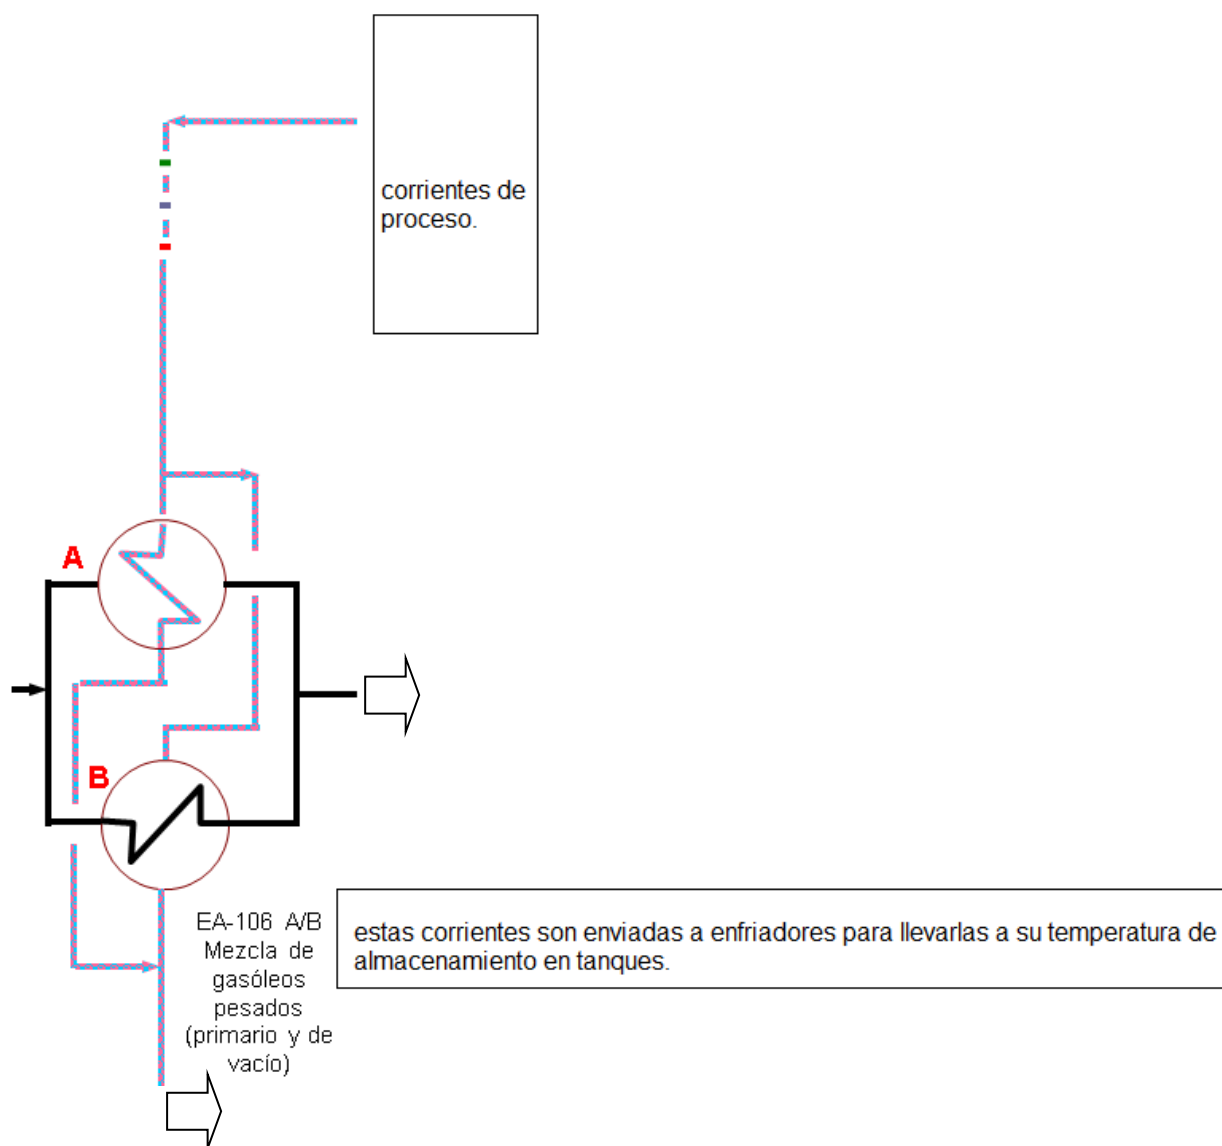 corrientes de
proceso.
A
B
EA-106 A/B
Mezcla de
gasóleos
pesados
(primario y de
vacío)
estas corrientes son enviadas a enfriadores para llevarlas a su temperatura de
almacenamiento en tanques.